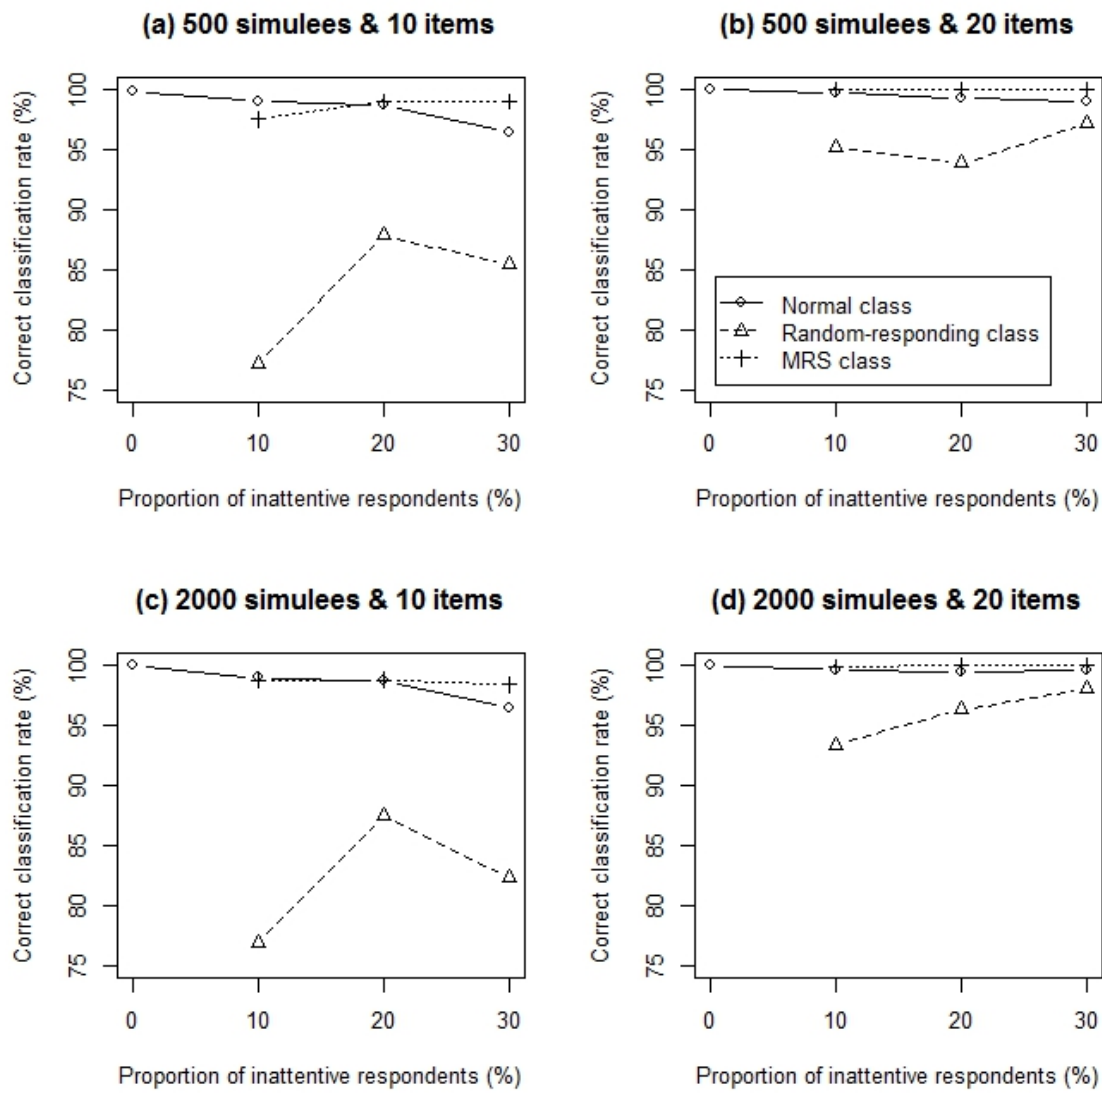 (a) 500 simulees & 10 items
Correct classification rate (%)
100
95
90
85
80
75
0 10 20 30
Proportion of inattentive respondents (%)
(b) 500 simulees & 20 items
Correct classification rate (%)
100
95
90
85
80
75
Normal class
Random-responding class
MRS class
0 10 20 30
Proportion of inattentive respondents (%)
(c) 2000 simulees & 10 items
Correct classification rate (%)
100
95
90
85
80
75
0 10 20 30
Proportion of inattentive respondents (%)
(d) 2000 simulees & 20 items
Correct classification rate (%)
100
95
90
85
80
75
0 10 20 30
Proportion of inattentive respondents (%)